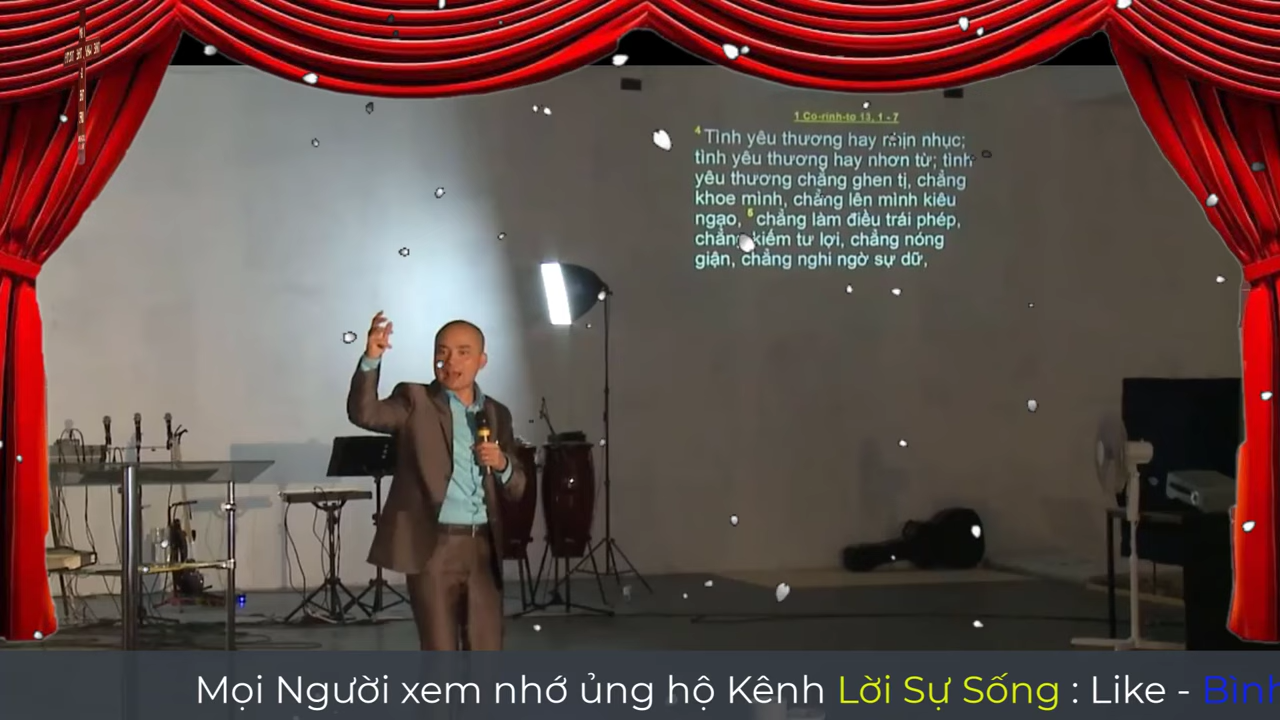 1 Cô-rinh-tô 13, 1 - 7
4 Tình yêu thương hay nhịn nhục;
tình yêu thương hay nhơn từ; tình
yêu thương chẳng ghen tị, chẳng
khoe mình, chẳng lên mình kiêu
ngạo, 5 chẳng làm điều trái phép,
chẳng kiếm tư lợi, chẳng nóng
giận, chẳng nghi ngờ sự dữ,
Mọi Người xem nhớ ủng hộ Kênh Lời Sự Sống : Like - Bình